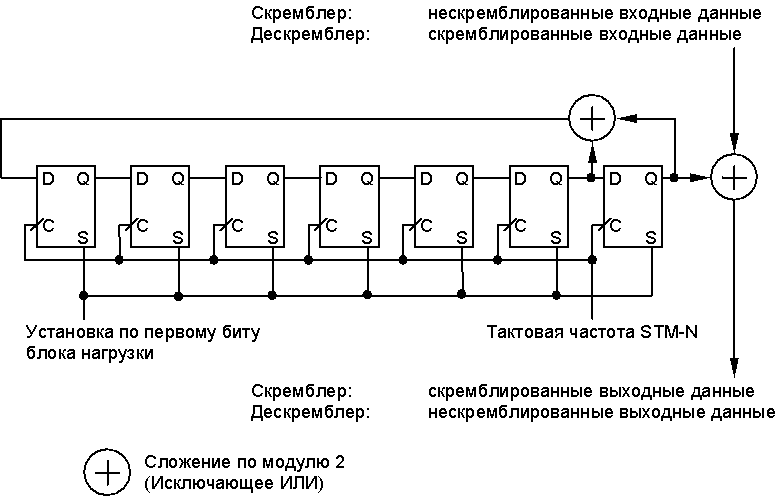 Скремблер: нескремблированные входные данные
Дескремблер: скремблированные входные данные
D Q D Q D Q D Q D Q D Q D Q
C C C C C C C
S S S S S S S
Установка по первому биту
блока нагрузки
Тактовая частота STM-N
Скремблер: скремблированные выходные данные
Дескремблер: нескремблированные выходные данные
Сложение по модулю 2
(Исключающее ИЛИ)